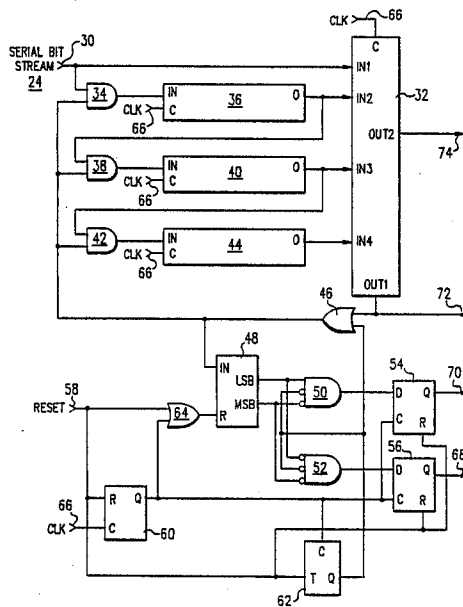 CLK 66
30
SERIAL BIT
STREAM
24
C
IN1
32
34
IN 36 O
IN2
CLK C
66
OUT2
74
38
IN 40 O
IN3
CLK C
66
42
IN 44 O
IN4
CLK C
66
OUT1
46
72
48
58
RESET
64
IN LSB
R MSB
50
54
D Q
C R
70
52
56
D Q
C R
68
66
CLK
R Q
C
60
C
T Q
62